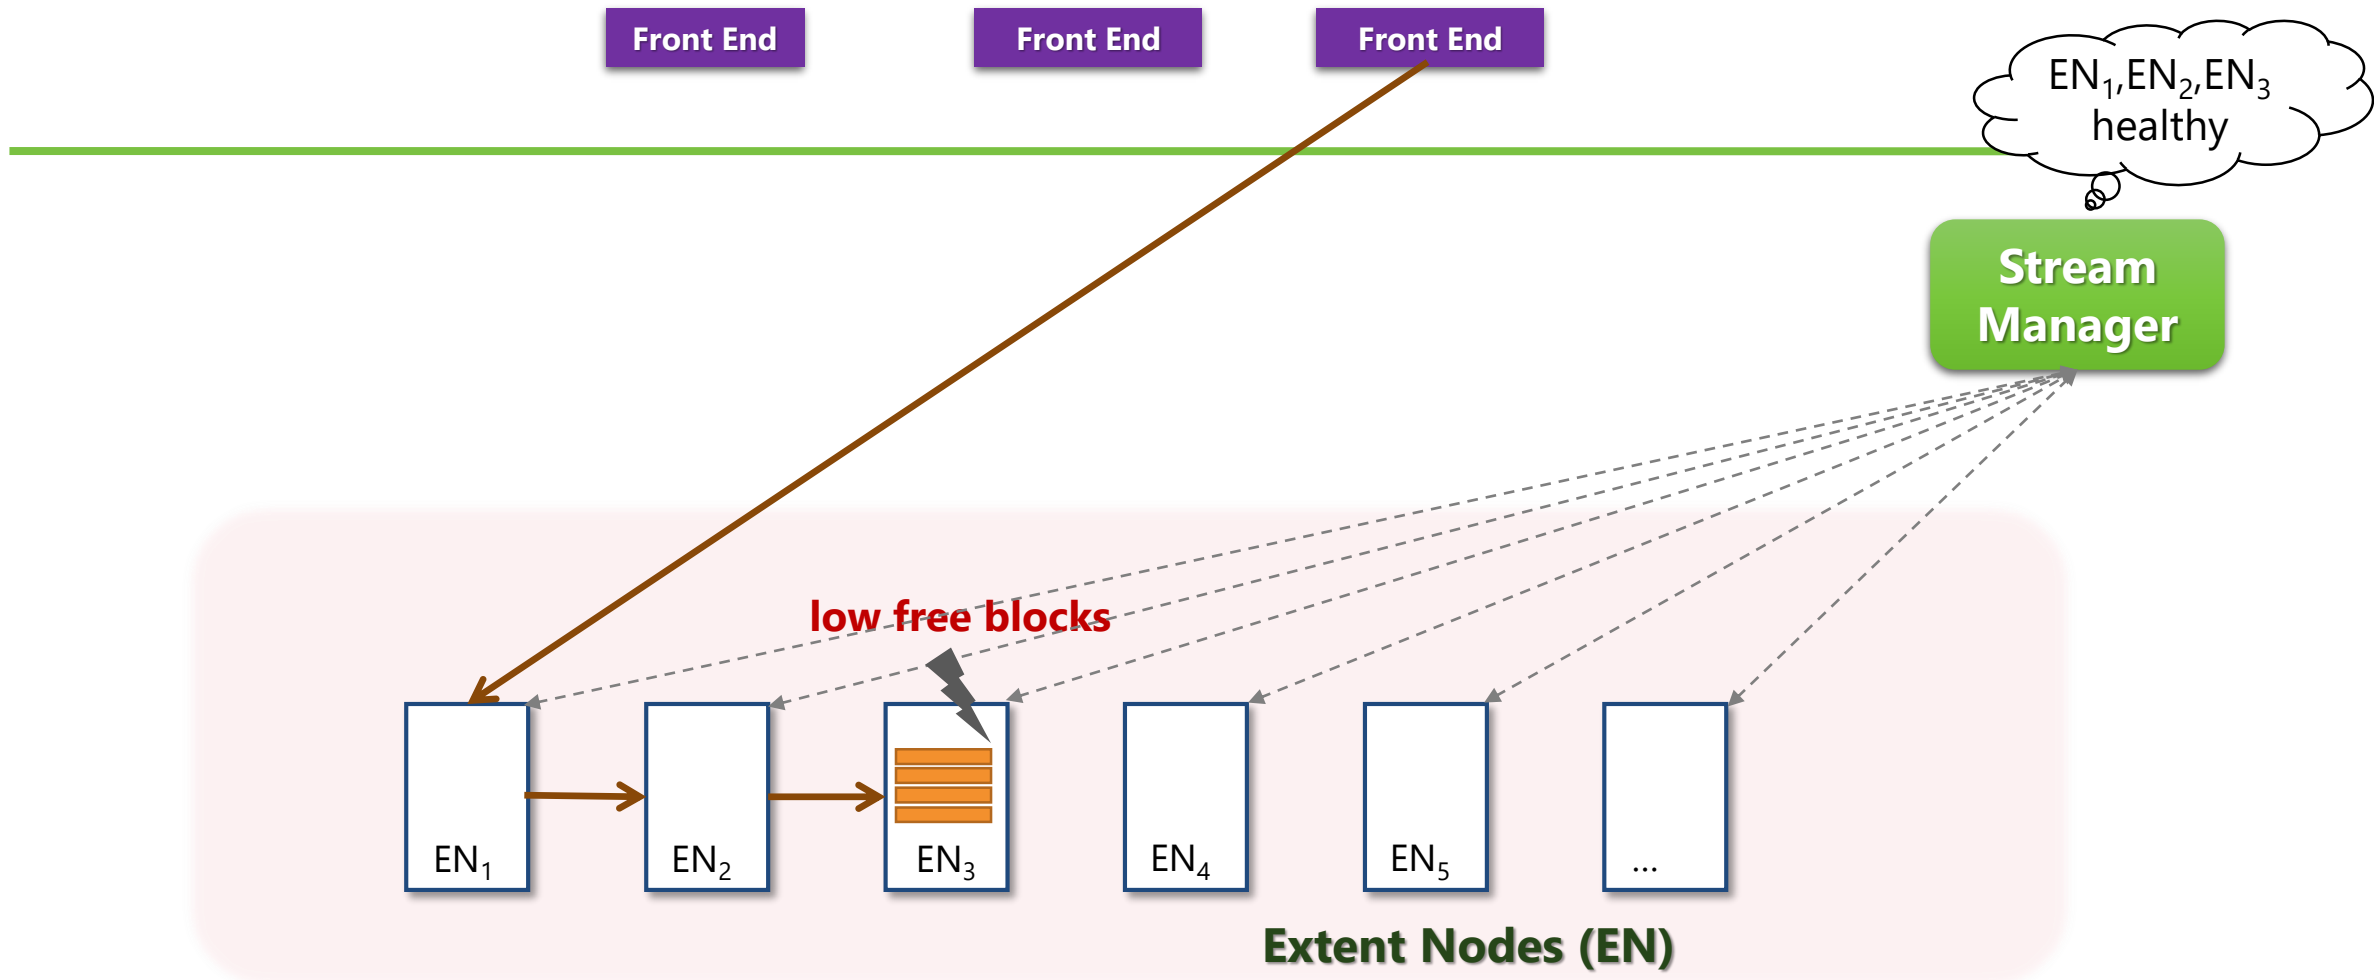 Front End
Front End
Front End
EN₁,EN₂,EN₃
healthy
Stream
Manager
low free blocks
EN₁
EN₂
EN₃
EN₄
EN₅
...
Extent Nodes (EN)